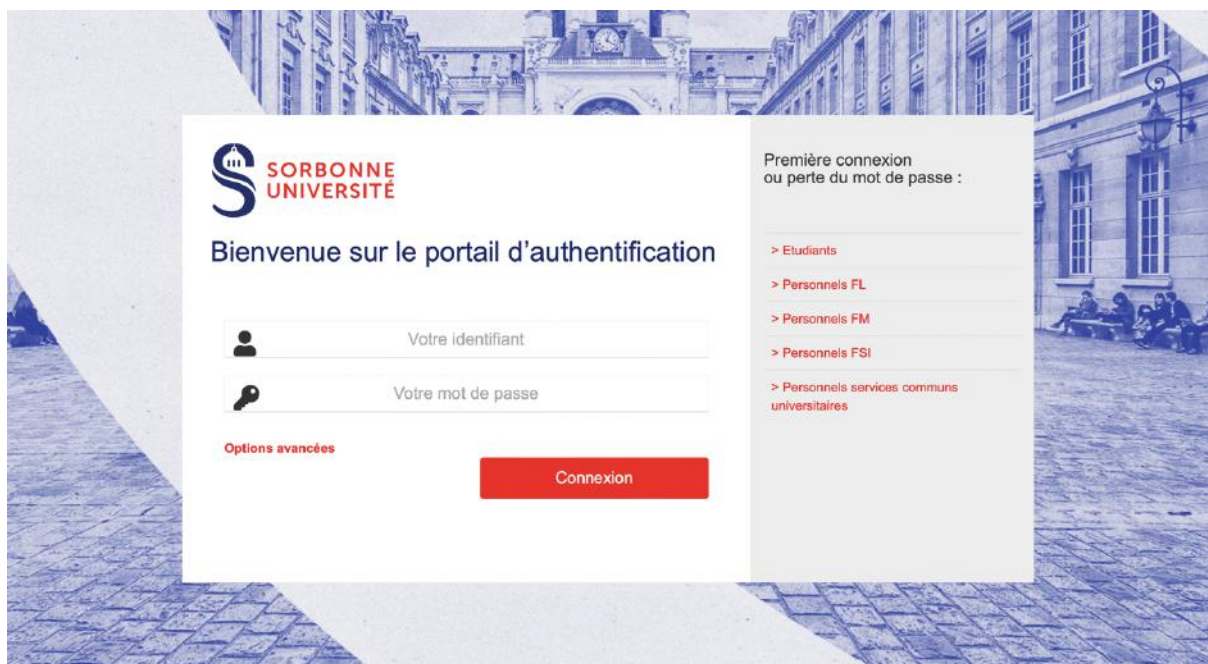 SORBONNE
UNIVERSITÉ
Bienvenue sur le portail d'authentification
Votre identifiant
Votre mot de passe
Options avancées
Connexion
Première connexion
ou perte du mot de passe :
> Etudiants
> Personnels FL
> Personnels FM
> Personnels FSI
> Personnels services communs
universitaires